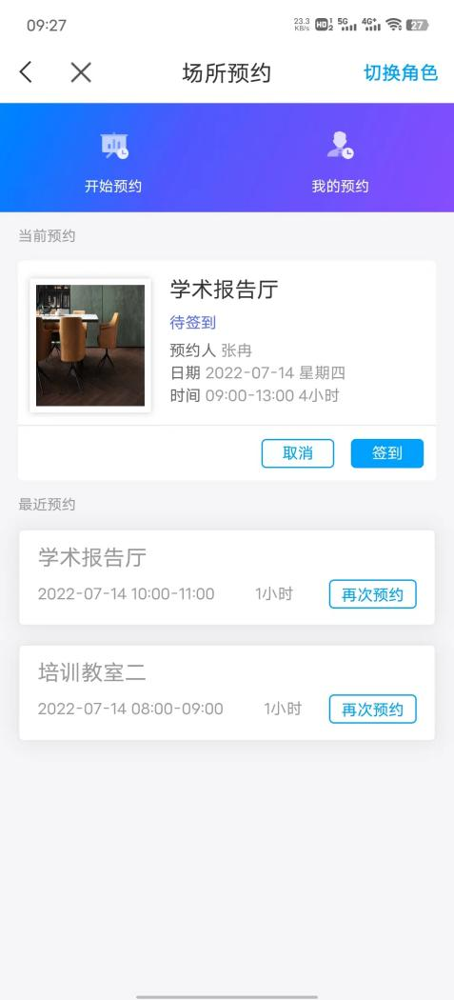 09:27
23.3 KB/s HD 1 2 5G 4G+ 27
场所预约
切换角色
开始预约
我的预约
当前预约
学术报告厅
待签到
预约人 张冉
日期 2022-07-14 星期四
时间 09:00-13:00 4小时
取消
签到
最近预约
学术报告厅
2022-07-14 10:00-11:00 1小时
再次预约
培训教室二
2022-07-14 08:00-09:00 1小时
再次预约